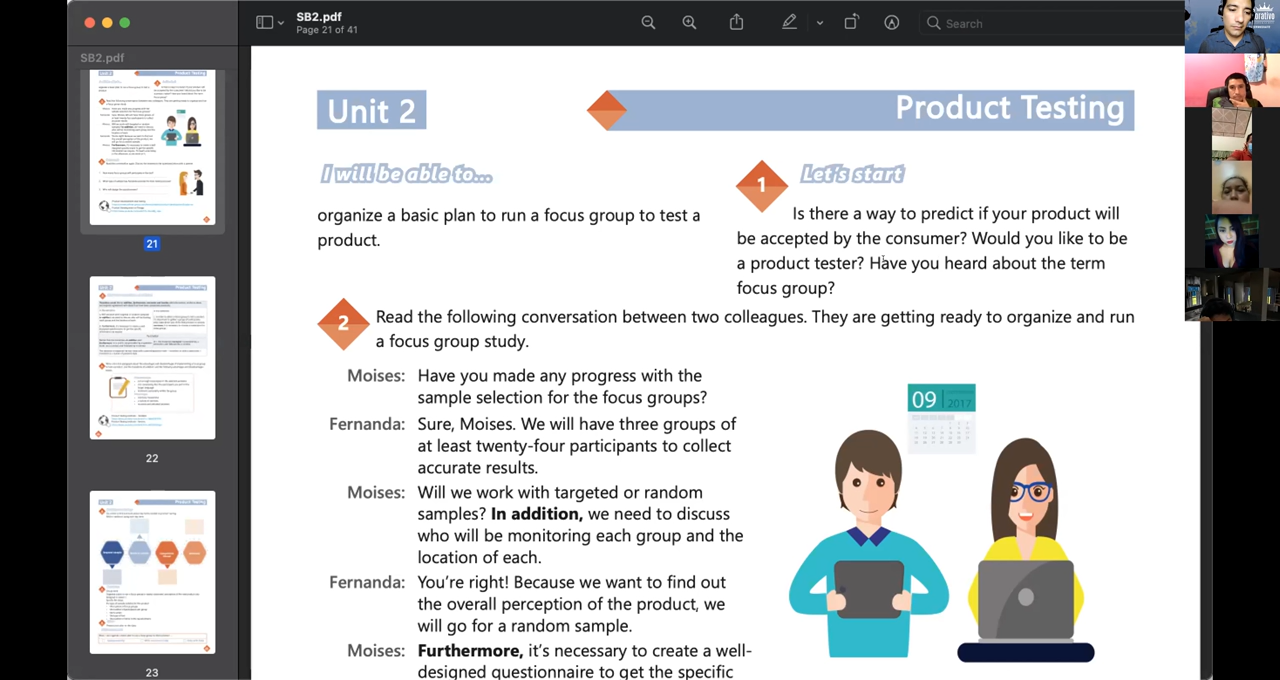 SB2.pdf
Page 21 of 41
Search
SB2.pdf
21
22
23
Unit 2
Product Testing
I will be able to...
organize a basic plan to run a focus group to test a
product.
1
Let's start
Is there a way to predict if your product will
be accepted by the consumer? Would you like to be
a product tester? Have you heard about the term
focus group?
2
the following conversation between two colleagues. They are getting ready to organize and run
a focus group study.
Moises: Have you made any progress with the
sample selection for the focus groups?
Fernanda: Sure, Moises. We will have three groups of
at least twenty-four participants to collect
accurate results.
Moises: Will we work with targeted or random
samples? In addition, we need to discuss
who will be monitoring each group and the
location of each.
Fernanda: You're right! Because we want to find out
the overall perception of the product, we
will go for a random sample.
Moises: Furthermore, it's necessary to create a well-
designed questionnaire to get the specific
09 2017